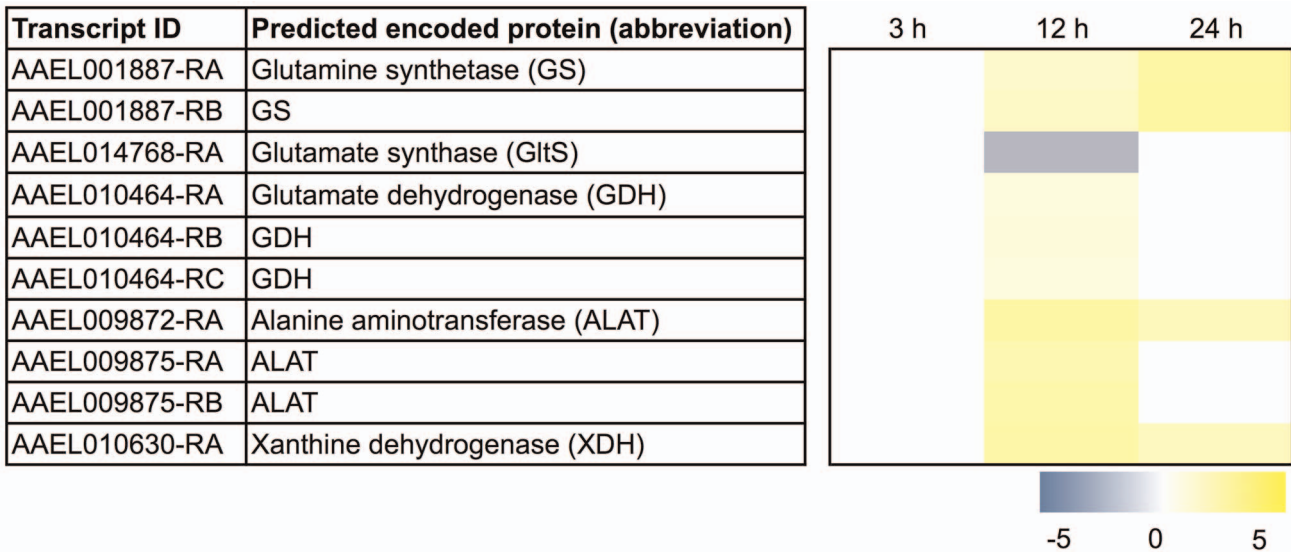 Transcript ID Predicted encoded protein (abbreviation) 3 h 12 h 24 h
AAEL001887-RA Glutamine synthetase (GS)
AAEL001887-RB GS
AAEL014768-RA Glutamate synthase (GltS)
AAEL010464-RA Glutamate dehydrogenase (GDH)
AAEL010464-RB GDH
AAEL010464-RC GDH
AAEL009872-RA Alanine aminotransferase (ALAT)
AAEL009875-RA ALAT
AAEL009875-RB ALAT
AAEL010630-RA Xanthine dehydrogenase (XDH)
-5 0 5